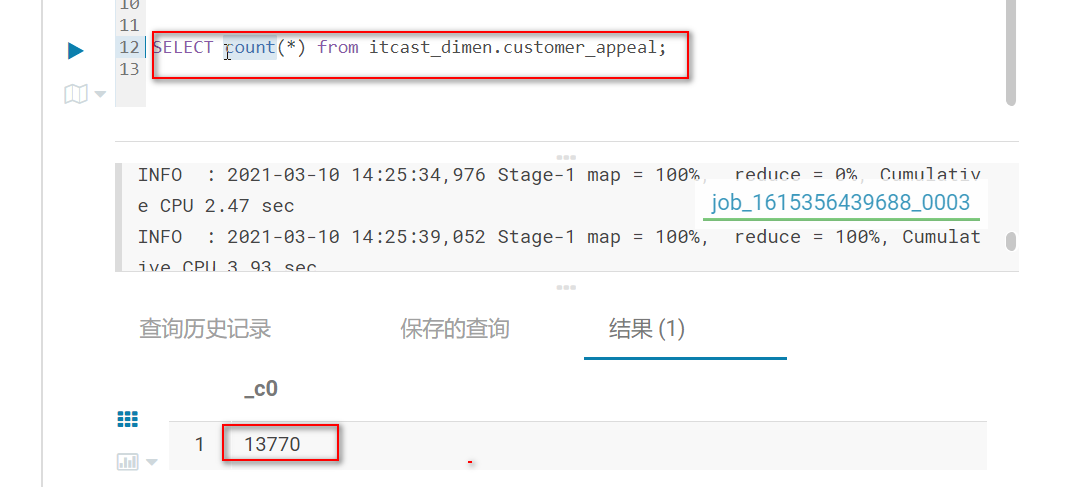 10
11
12 SELECT count(*) from itcast_dimen.customer_appeal;
13
INFO : 2021-03-10 14:25:34,976 Stage-1 map = 100%, reduce = 0%, Cumulativ
e CPU 2.47 sec
job_1615356439688_0003
INFO : 2021-03-10 14:25:39,052 Stage-1 map = 100%, reduce = 100%, Cumulat
ive CPU 3.93 sec
查询历史记录 保存的查询 结果 (1)
_c0
1 13770